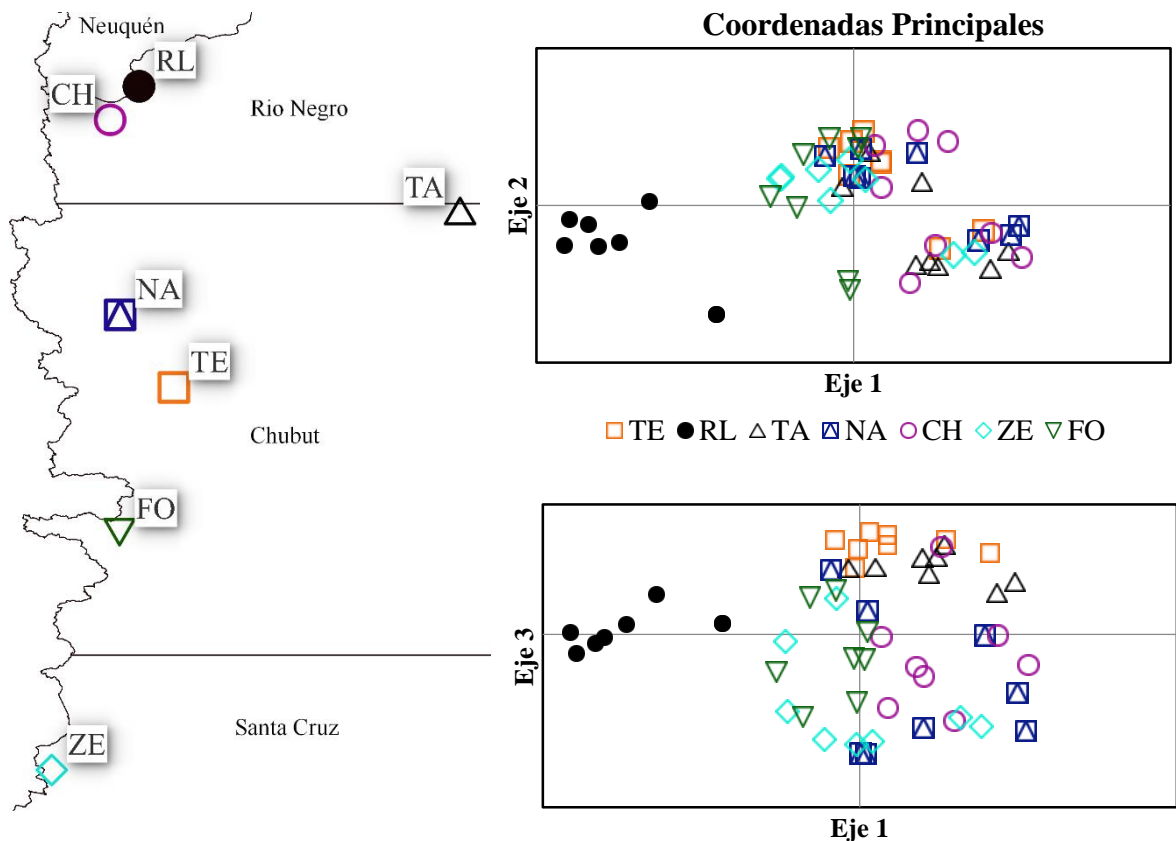 Neuquén
RL
CH
Rio Negro
TA
NA
TE
Chubut
FO
Santa Cruz
ZE
Coordenadas Principales
Eje 2
Eje 1
TE RL TA NA CH ZE FO
Eje 3
Eje 1